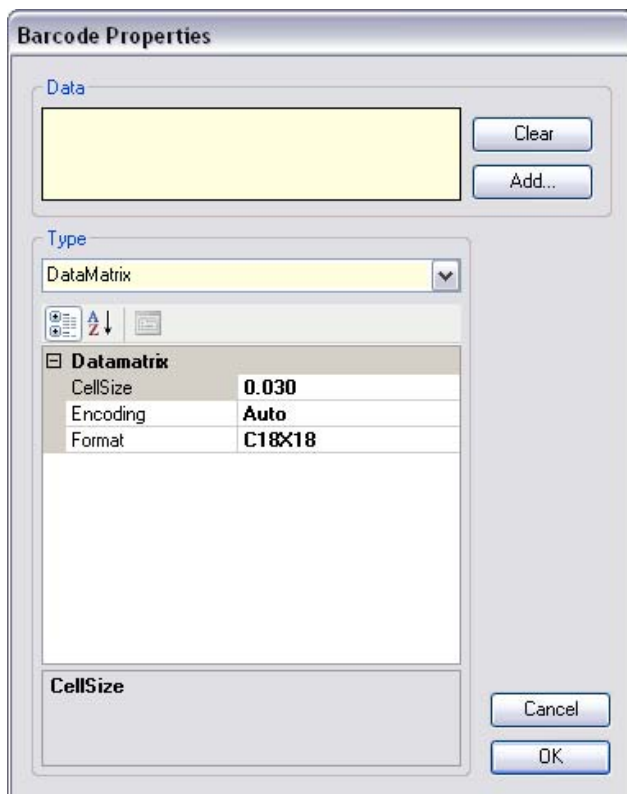 Barcode Properties
Data
Clear
Add...
Type
DataMatrix
A
Z
Datamatrix
CellSize 0.030
Encoding Auto
Format C18X18
CellSize
Cancel
OK